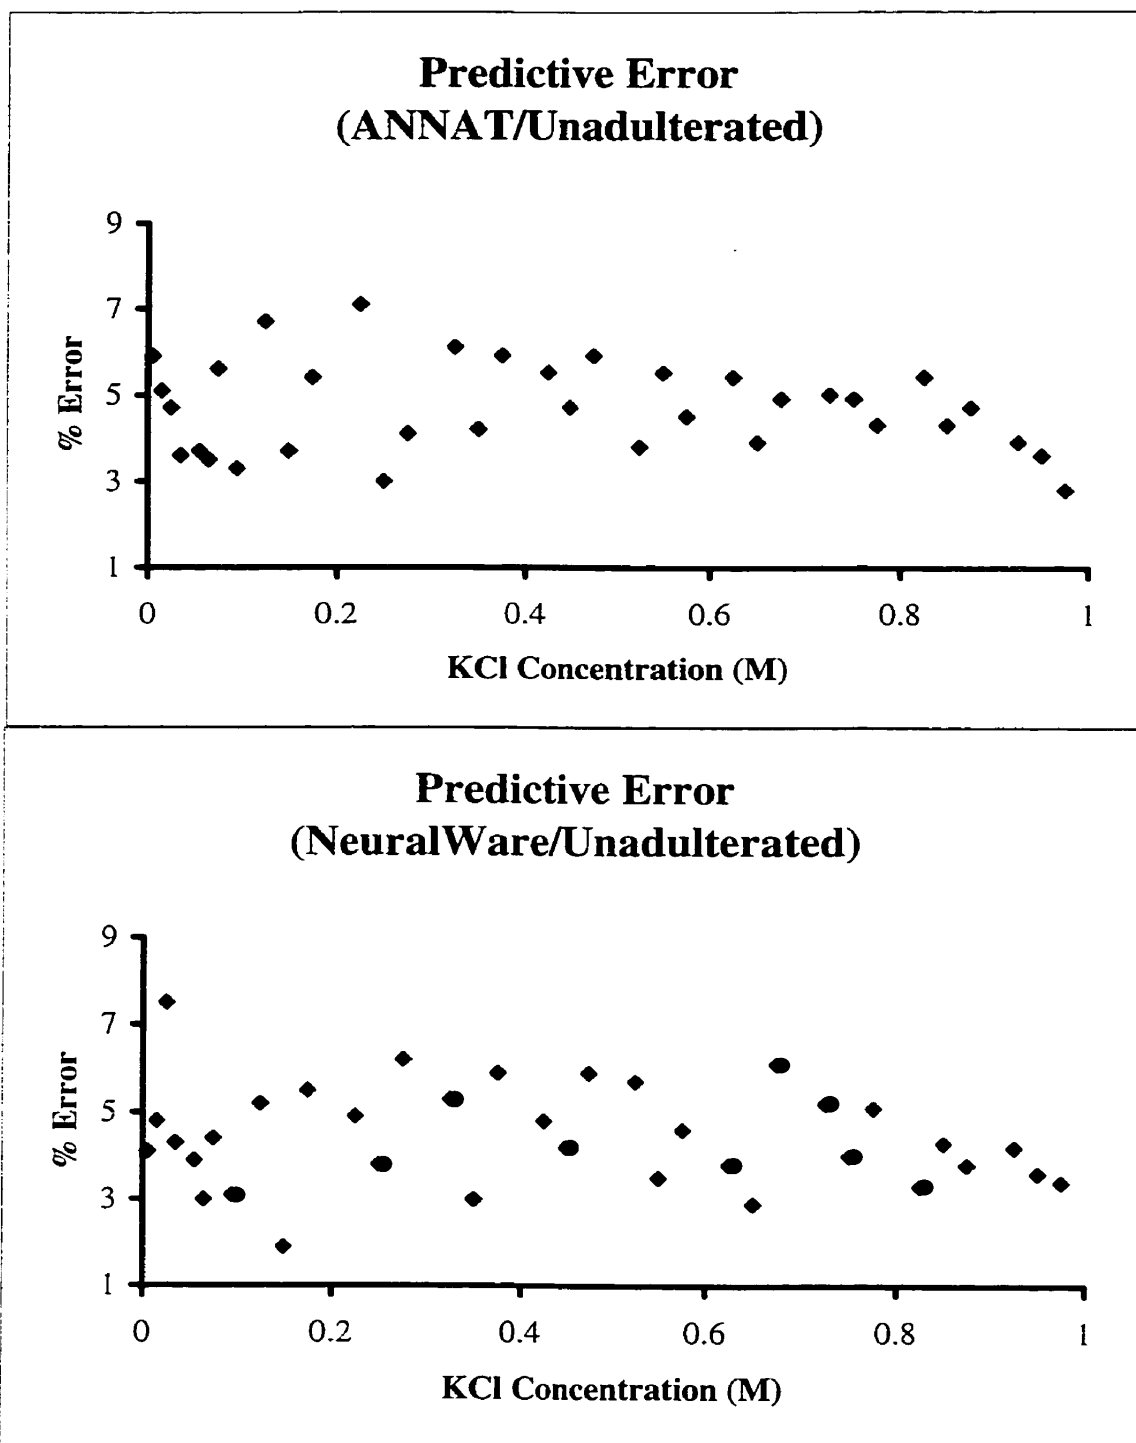 Predictive Error
(ANNAT/Unadulterated)
9
7
5
3
1
% Error
0 0.2 0.4 0.6 0.8 1
KCl Concentration (M)
Predictive Error
(NeuralWare/Unadulterated)
9
7
5
3
1
% Error
0 0.2 0.4 0.6 0.8 1
KCl Concentration (M)